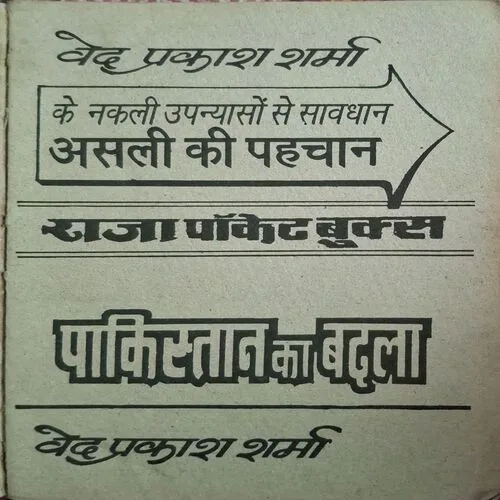 वेद प्रकाश शर्मा
के नकली उपन्यासों से सावधान
असली की पहचान
राजा पॉकेट बुक्स
पाकिस्तान का बदला
वेद प्रकाश शर्मा